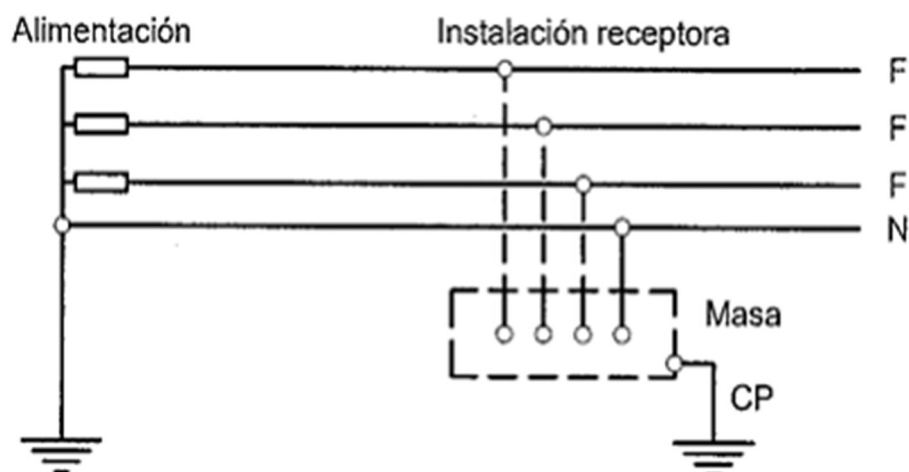 Alimentación
Instalación receptora
F
F
F
N
Masa
CP